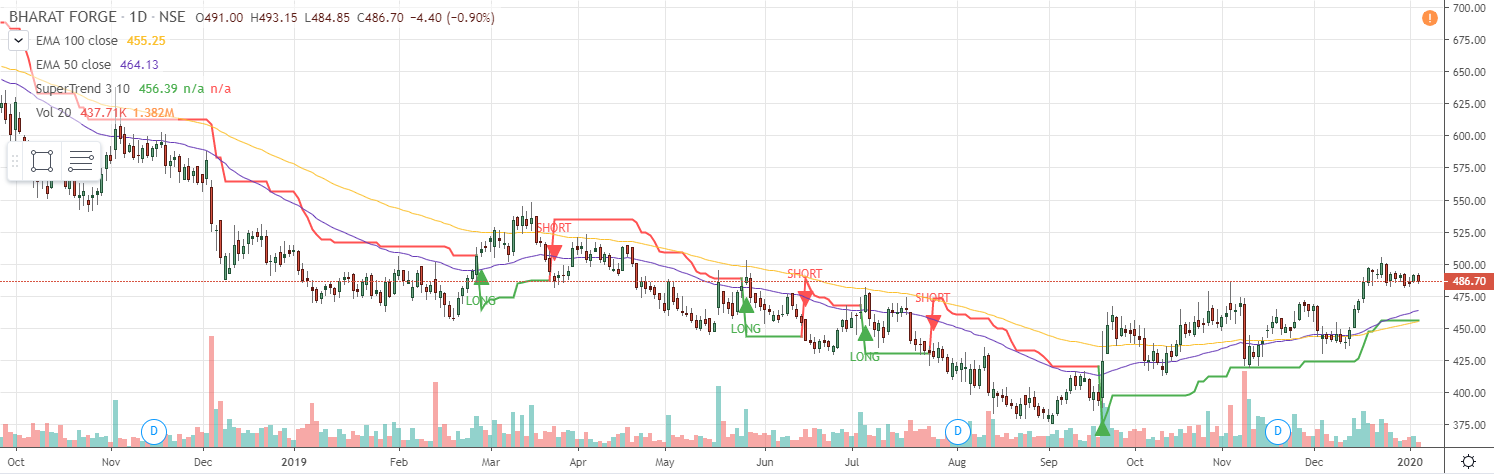 BHARAT FORGE · 1D · NSE O491.00 H493.15 L484.85 C486.70 −4.40 (−0.90%)
EMA 100 close 455.25
EMA 50 close 464.13
SuperTrend 3 10 456.39 n/a n/a
Vol 20 437.71K 1.382M
700.00
675.00
650.00
625.00
600.00
575.00
550.00
525.00
500.00
486.70
475.00
450.00
425.00
400.00
375.00
SHORT
LONG
SHORT
LONG
SHORT
LONG
D
D
D
Oct Nov Dec 2019 Feb Mar Apr May Jun Jul Aug Sep Oct Nov Dec 2020